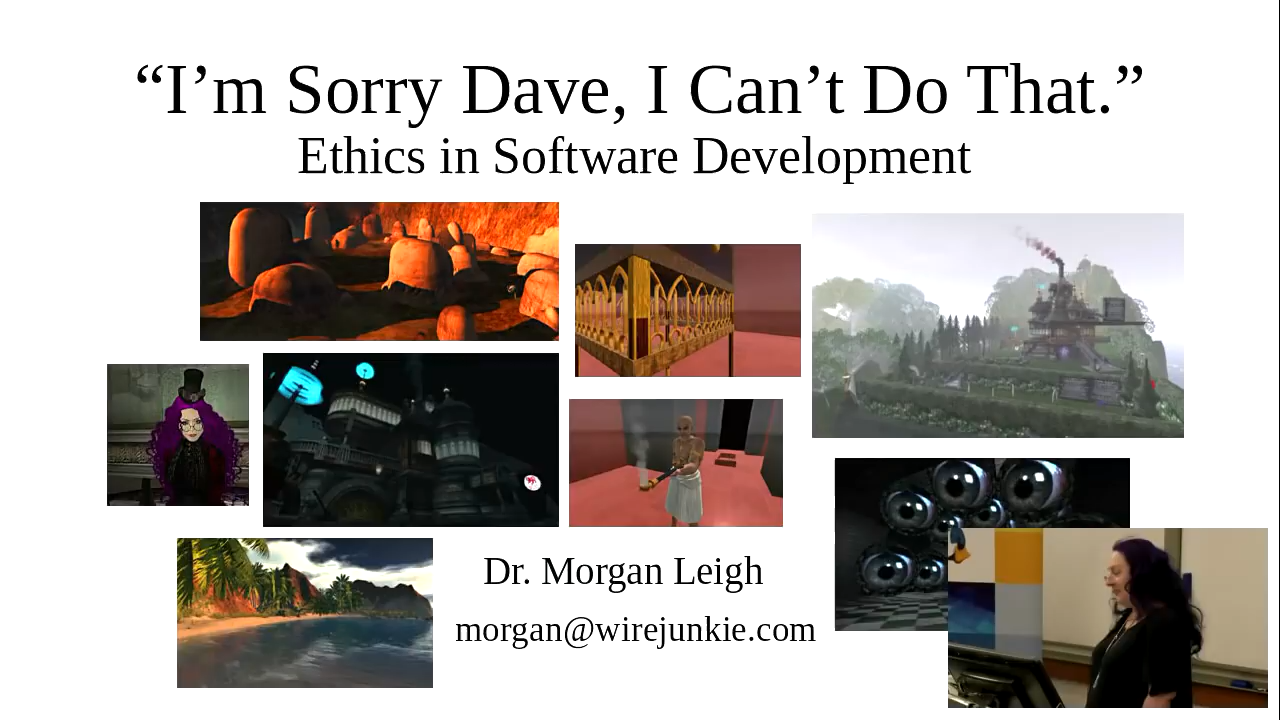 “I’m Sorry Dave, I Can’t Do That.”
Ethics in Software Development
Dr. Morgan Leigh
morgan@wirejunkie.com